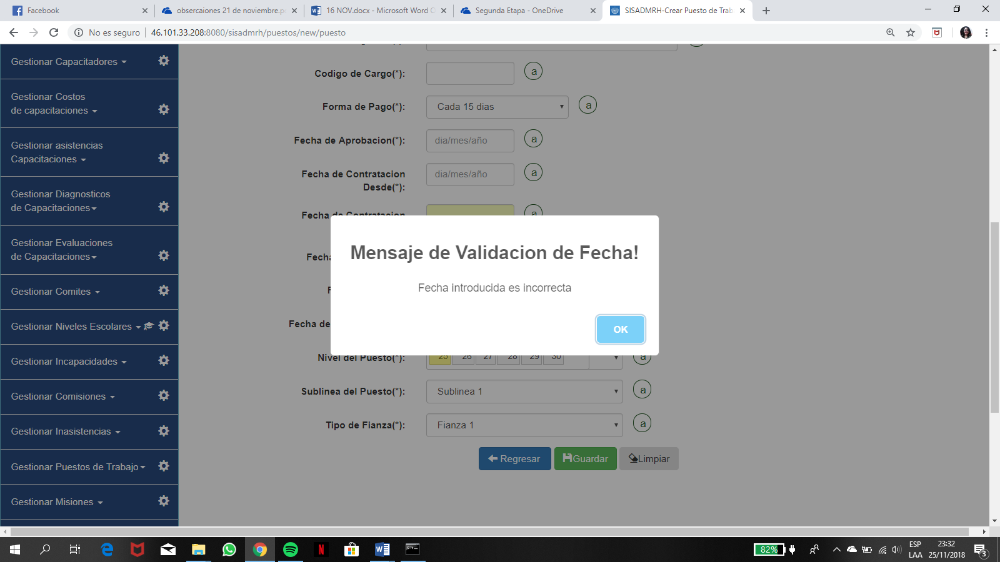 Facebook
obsercaiones 21 de noviembre.p
16 NOV.docx - Microsoft Word O
Segunda Etapa - OneDrive
SISADMRH-Crear Puesto de Trab
No es seguro
46.101.33.208:8080/sisadmrh/puestos/new/puesto
Gestionar Capacitadores
Gestionar Costos
de capacitaciones
Gestionar asistencias
Capacitaciones
Gestionar Diagnosticos
de Capacitaciones
Gestionar Evaluaciones
de Capacitaciones
Gestionar Comites
Gestionar Niveles Escolares
Gestionar Incapacidades
Gestionar Comisiones
Gestionar Inasistencias
Gestionar Puestos de Trabajo
Gestionar Misiones
Codigo de Cargo(*):
a
Forma de Pago(*):
Cada 15 dias
a
Fecha de Aprobacion(*):
dia/mes/año
a
Fecha de Contratacion
Desde(*):
dia/mes/año
a
Fecha de Contratacion
a
Fecha
F
Fecha de
Mensaje de Validacion de Fecha!
Fecha introducida es incorrecta
OK
Nivel del Puesto(*):
25 26 27 28 29 30
a
Sublinea del Puesto(*):
Sublinea 1
a
Tipo de Fianza(*):
Fianza 1
a
Regresar
Guardar
Limpiar
82%
ESP
LAA
23:32
25/11/2018
3